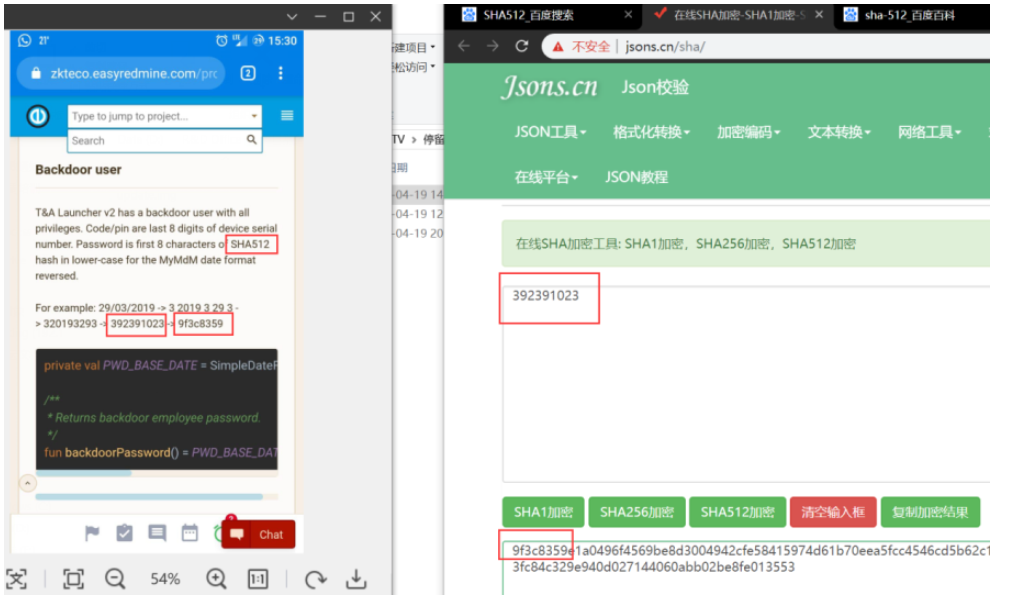 21°
15:30
zkteco.easyredmine.com/prc
2
Type to jump to project...
Search
Backdoor user
T&A Launcher v2 has a backdoor user with all
privileges. Code/pin are last 8 digits of device serial
number. Password is first 8 characters o SHA512
hash in lower-case for the MyMdM date format
reversed.
For example: 29/03/2019 -> 3 2019 3 29 3 -
> 320193293 -> 392391023 -> 9f3c8359
private val PWD_BASE_DATE = SimpleDateF
/**
* Returns backdoor employee password.
*/
fun backdoorPassword() = PWD_BASE_DAT
Chat
54%
1:1
建项目
松访问
TV > 停留
日期
-04-19 14
-04-19 12
-04-19 20
SHA512_百度搜索
在线SHA加密-SHA1加密-S
sha-512_百度百科
不安全 | jsons.cn/sha/
Jsons.cn Json校验
JSON工具 格式化转换 加密编码 文本转换 网络工具
在线平台 JSON教程
在线SHA加密工具: SHA1加密，SHA256加密，SHA512加密
392391023
SHA1加密 SHA256加密 SHA512加密 清空输入框 复制加密结果
9f3c8359e1a0496f4569be8d3004942cfe58415974d61b70eea5fcc4546cd5b62c1
3fc84c329e940d027144060abb02be8fe013553